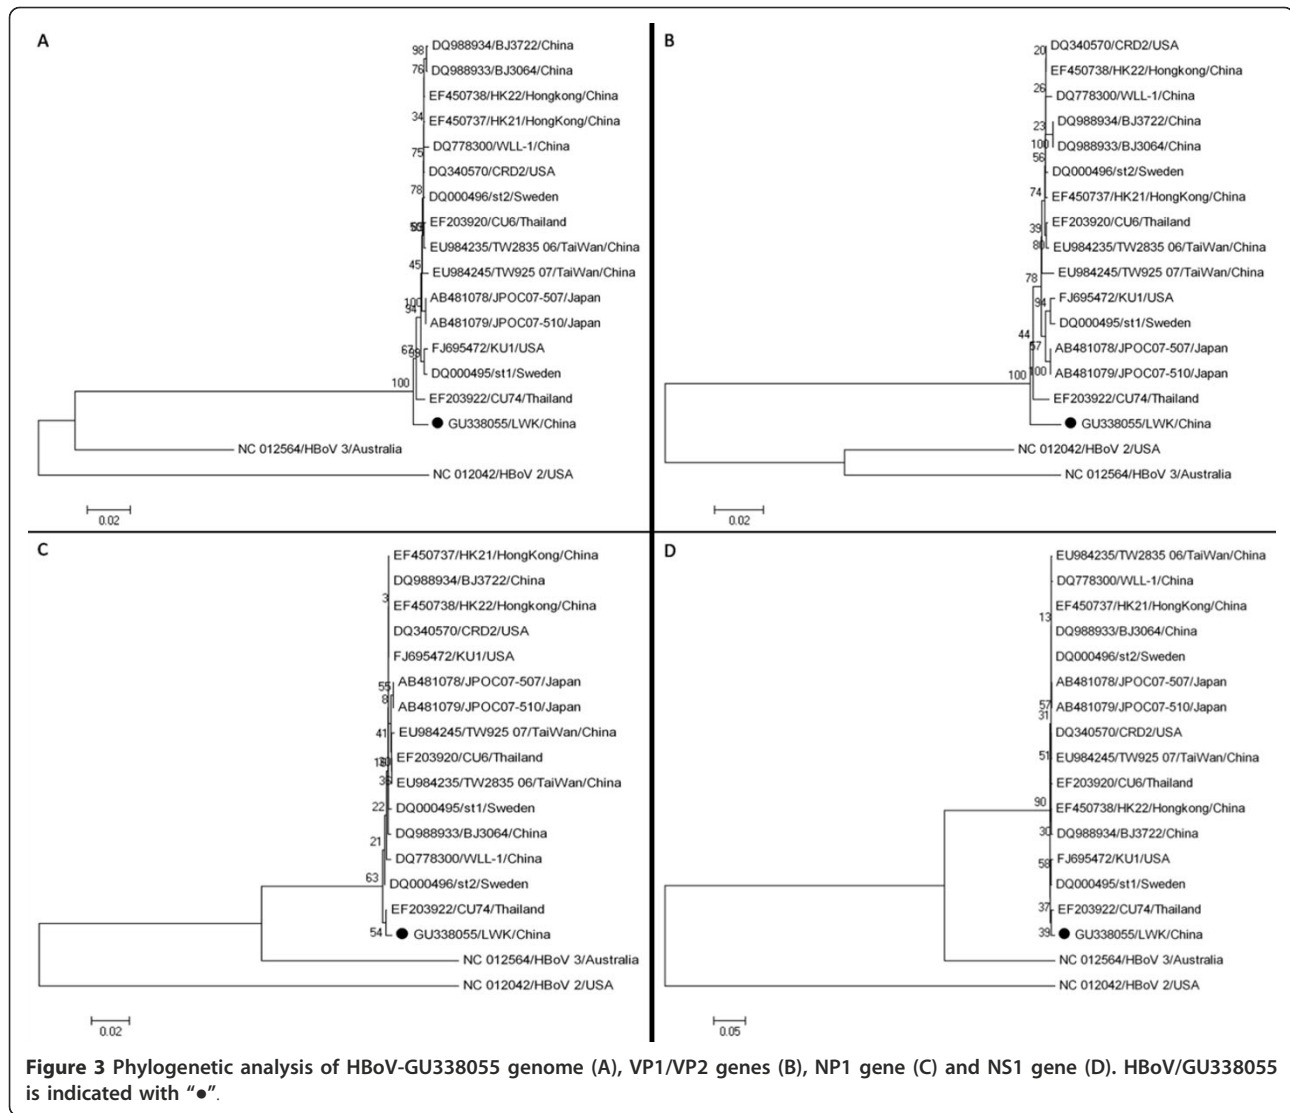 A
98 DQ988934/BJ3722/China
76 DQ988933/BJ3064/China
EF450738/HK22/Hongkong/China
34 EF450737/HK21/HongKong/China
DQ778300/WLL-1/China
75
DQ340570/CRD2/USA
78
DQ000496/st2/Sweden
EF203920/CU6/Thailand
EU984235/TW2835 06/TaiWan/China
45 EU984245/TW925 07/TaiWan/China
100 AB481078/JPOC07-507/Japan
94
AB481079/JPOC07-510/Japan
67 FJ695472/KU1/USA
99
DQ000495/st1/Sweden
100
EF203922/CU74/Thailand
● GU338055/LWK/China
NC 012564/HBoV 3/Australia
NC 012042/HBoV 2/USA
0.02
B
20 DQ340570/CRD2/USA
EF450738/HK22/Hongkong/China
26
DQ778300/WLL-1/China
23 DQ988934/BJ3722/China
100 DQ988933/BJ3064/China
56
DQ000496/st2/Sweden
74 EF450737/HK21/HongKong/China
39 EF203920/CU6/Thailand
80 EU984235/TW2835 06/TaiWan/China
EU984245/TW925 07/TaiWan/China
78
94 FJ695472/KU1/USA
DQ000495/st1/Sweden
44
57 AB481078/JPOC07-507/Japan
100 100 AB481079/JPOC07-510/Japan
EF203922/CU74/Thailand
● GU338055/LWK/China
NC 012042/HBoV 2/USA
NC 012564/HBoV 3/Australia
0.02
C
EF450737/HK21/HongKong/China
DQ988934/BJ3722/China
3 EF450738/HK22/Hongkong/China
DQ340570/CRD2/USA
FJ695472/KU1/USA
55 AB481078/JPOC07-507/Japan
8
AB481079/JPOC07-510/Japan
41 EU984245/TW925 07/TaiWan/China
EF203920/CU6/Thailand
36 EU984235/TW2835 06/TaiWan/China
22 DQ000495/st1/Sweden
DQ988933/BJ3064/China
21
DQ778300/WLL-1/China
63 DQ000496/st2/Sweden
EF203922/CU74/Thailand
54 ● GU338055/LWK/China
NC 012564/HBoV 3/Australia
NC 012042/HBoV 2/USA
0.02
D
EU984235/TW2835 06/TaiWan/China
DQ778300/WLL-1/China
EF450737/HK21/HongKong/China
13
DQ988933/BJ3064/China
DQ000496/st2/Sweden
AB481078/JPOC07-507/Japan
57 AB481079/JPOC07-510/Japan
31
DQ340570/CRD2/USA
51 EU984245/TW925 07/TaiWan/China
EF203920/CU6/Thailand
90 EF450738/HK22/Hongkong/China
30 DQ988934/BJ3722/China
58 FJ695472/KU1/USA
DQ000495/st1/Sweden
37 EF203922/CU74/Thailand
39 ● GU338055/LWK/China
NC 012564/HBoV 3/Australia
NC 012042/HBoV 2/USA
0.05
Figure 3 Phylogenetic analysis of HBoV-GU338055 genome (A), VP1/VP2 genes (B), NP1 gene (C) and NS1 gene (D). HBoV/GU338055
is indicated with “●”.